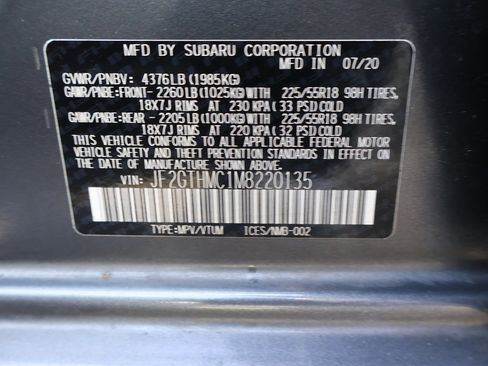 MFD BY SUBARU CORPORATION 07/20
GVWR/PNBV: 4376LB(1985KG)
GAWR/PNBE:FRONT- 2260LB(1025KG)WITH 225/55R18 98H TIRES,
18X7J RIMS AT 230 KPA(33 PSI)COLD
GAWR/PNBE:REAR - 2205LB(1000KG)WITH 225/55R18 98H TIRES,
18X7J RIMS AT 220 KPA(32 PSI)COLD
THIS VEHICLE CONFORMS TO ALL APPLICABLE FEDERAL MOTOR
VEHICLE SAFETY AND THEFT PREVENTION STANDARDS IN EFFECT
ON THE DATE OF MANUFACTURE SHOWN ABOVE.
VIN: JF2GTHMC1M8220135
TYPE:MPV/VTUM ICES/NMB-002